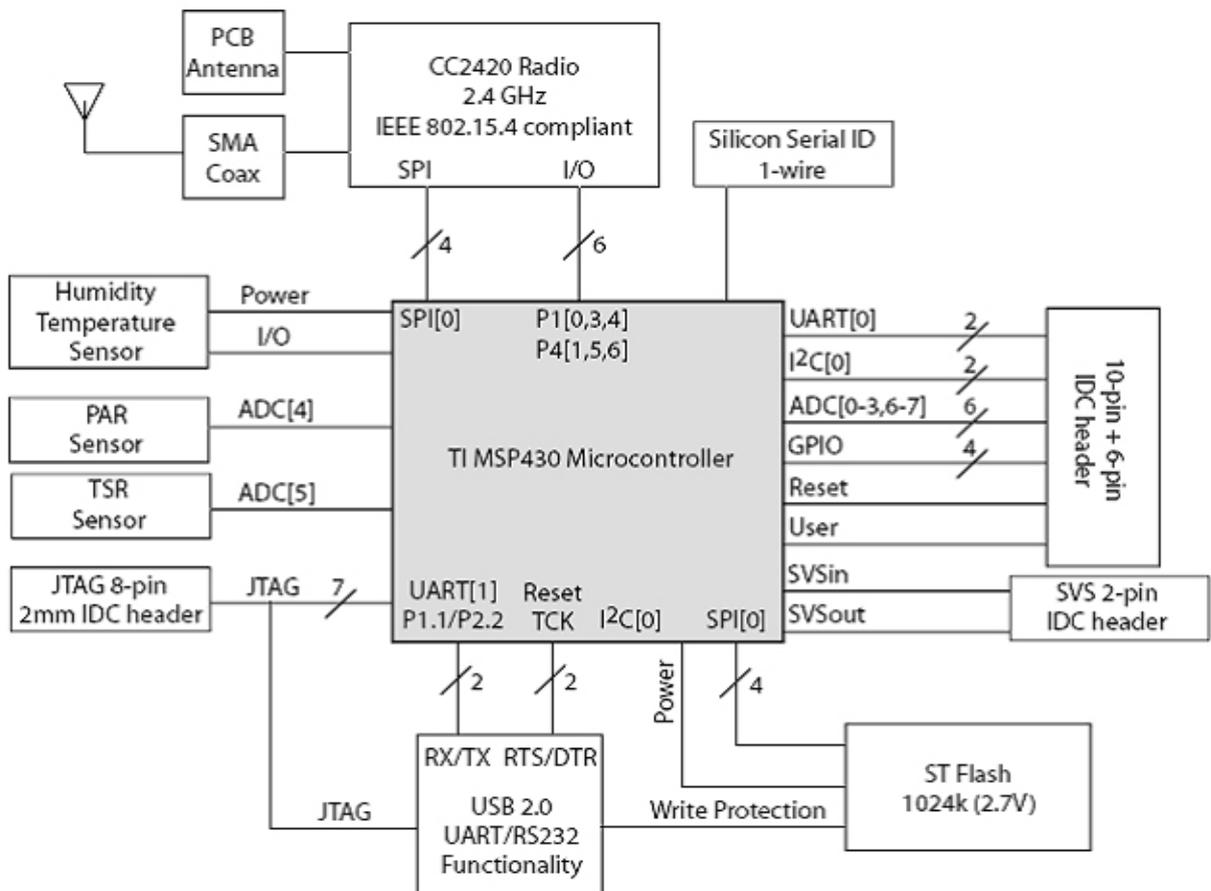 PCB
Antenna
CC2420 Radio
2.4 GHz
IEEE 802.15.4 compliant
SPI I/O
SMA
Coax
Silicon Serial ID
1-wire
4
6
Humidity
Temperature
Sensor
Power
I/O
PAR
Sensor
ADC[4]
TSR
Sensor
ADC[5]
JTAG 8-pin
2mm IDC header
JTAG 7
SPI[0] P1[0,3,4]
P4[1,5,6]
TI MSP430 Microcontroller
UART[1] Reset
P1.1/P2.2 TCK I²C[0] SPI[0]
UART[0] 2
I²C[0] 2
ADC[0-3,6-7] 6
GPIO 4
Reset
User
10-pin + 6-pin
IDC header
SVSin
SVSout
SVS 2-pin
IDC header
2
2
Power
4
RX/TX RTS/DTR
USB 2.0
UART/RS232
Functionality
JTAG
Write Protection
ST Flash
1024k (2.7V)